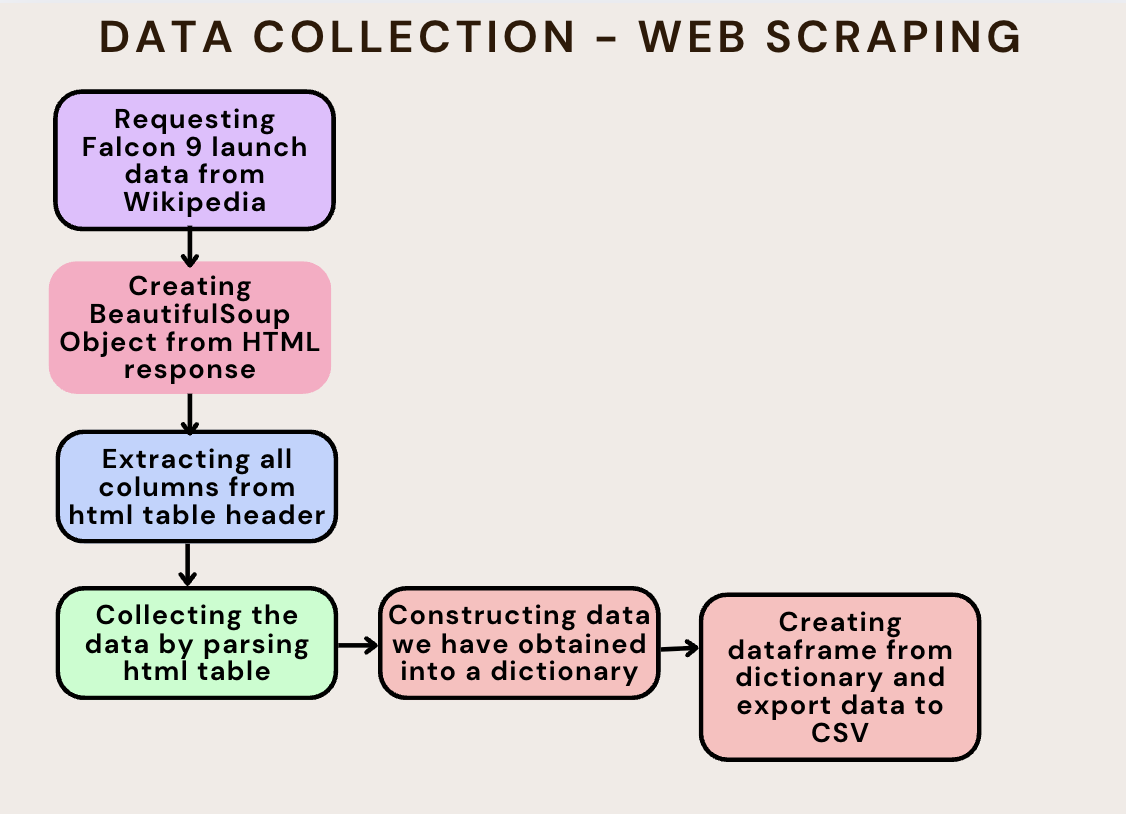 DATA COLLECTION - WEB SCRAPING
Requesting
Falcon 9 launch
data from
Wikipedia
Creating
BeautifulSoup
Object from HTML
response
Extracting all
columns from
html table header
Collecting the
data by parsing
html table
Constructing data
we have obtained
into a dictionary
Creating
dataframe from
dictionary and
export data to
CSV